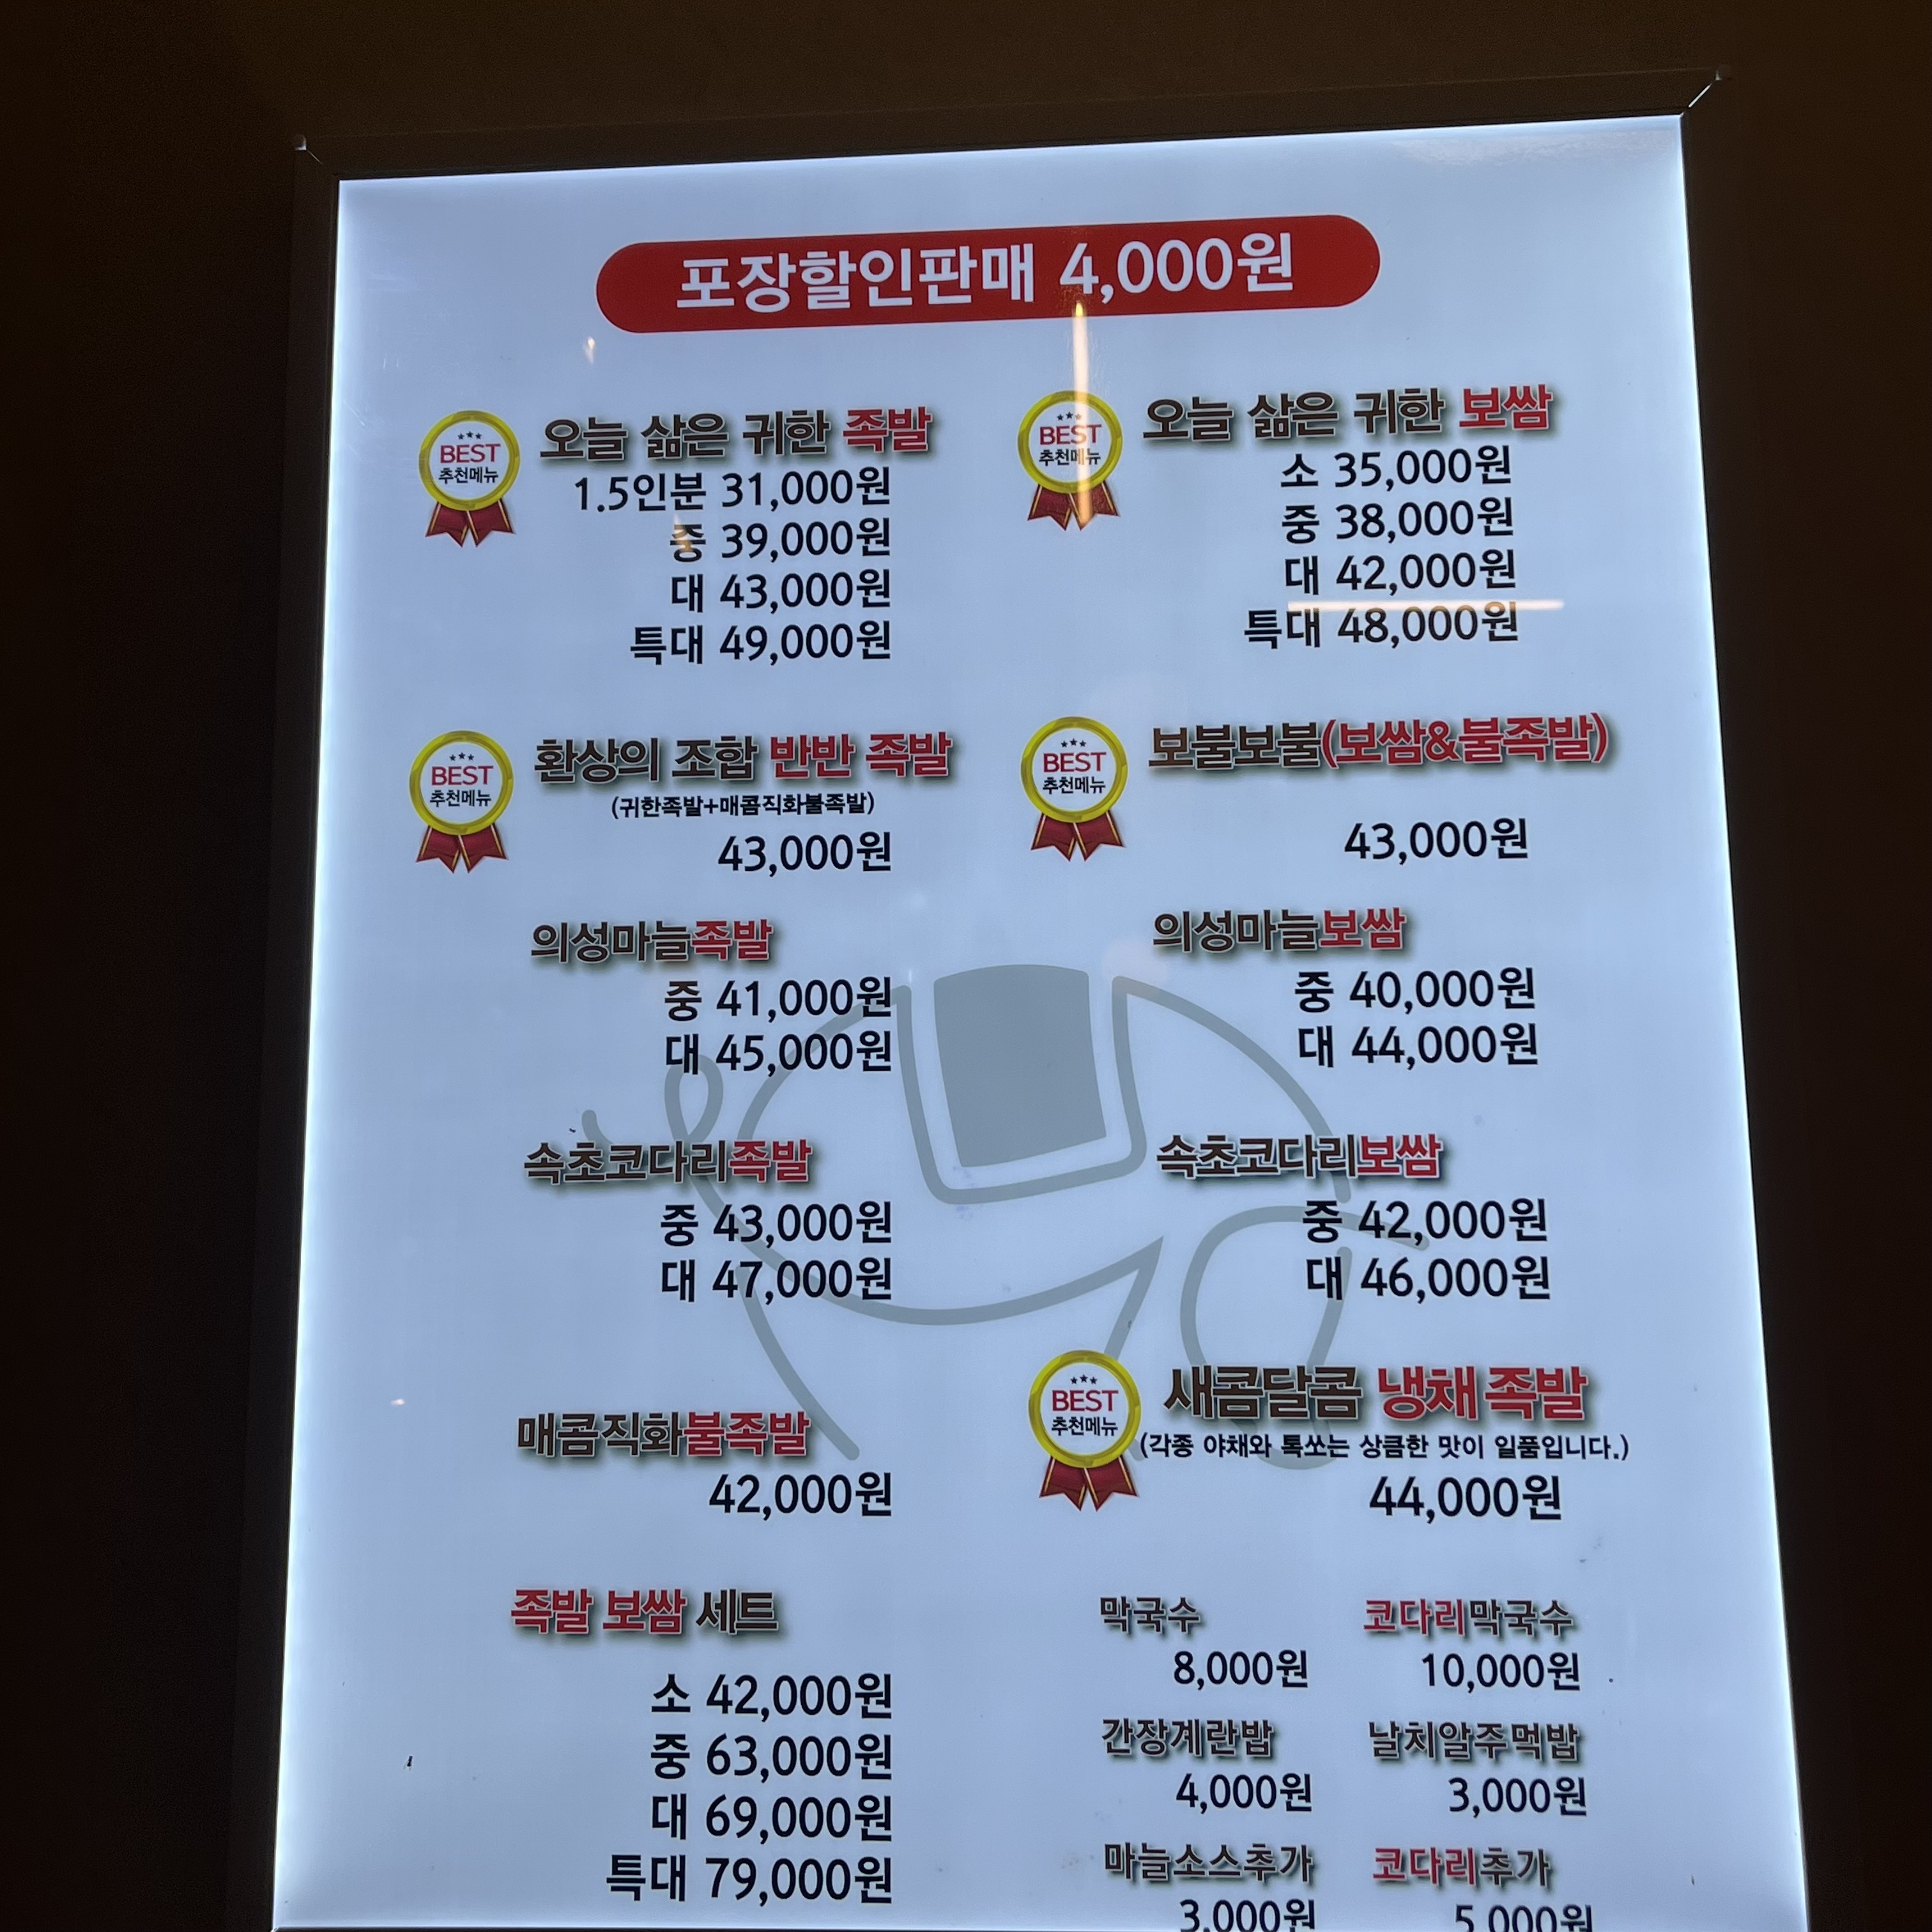 포장할인판매 4,000원
BEST
추천메뉴
오늘 삶은 귀한 족발
1.5인분 31,000원
중 39,000원
대 43,000원
특대 49,000원
BEST
추천메뉴
오늘 삶은 귀한 보쌈
소 35,000원
중 38,000원
대 42,000원
특대 48,000원
BEST
추천메뉴
환상의 조합 반반 족발
(귀한족발+매콤직화불족발)
43,000원
BEST
추천메뉴
보불보불(보쌈&불족발)
43,000원
의성마늘족발
중 41,000원
대 45,000원
의성마늘보쌈
중 40,000원
대 44,000원
속초코다리족발
중 43,000원
대 47,000원
속초코다리보쌈
중 42,000원
대 46,000원
매콤직화불족발
42,000원
BEST
추천메뉴
새콤달콤 냉채 족발
(각종 야채와 톡쏘는 상큼한 맛이 일품입니다.)
44,000원
족발 보쌈 세트
소 42,000원
중 63,000원
대 69,000원
특대 79,000원
막국수
8,000원
코다리막국수
10,000원
간장계란밥
4,000원
날치알주먹밥
3,000원
마늘소스추가
3,000원
코다리추가
5,000원